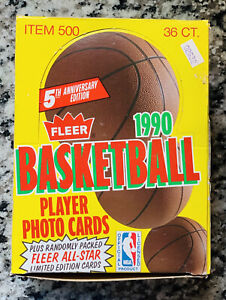 ITEM 500
36 CT.
5TH ANNIVERSARY
EDITION
FLEER
1990
BASKETBALL
PLAYER
PHOTO CARDS
PLUS RANDOMLY PACKED
FLEER ALL-STAR
LIMITED EDITION CARDS
NBA